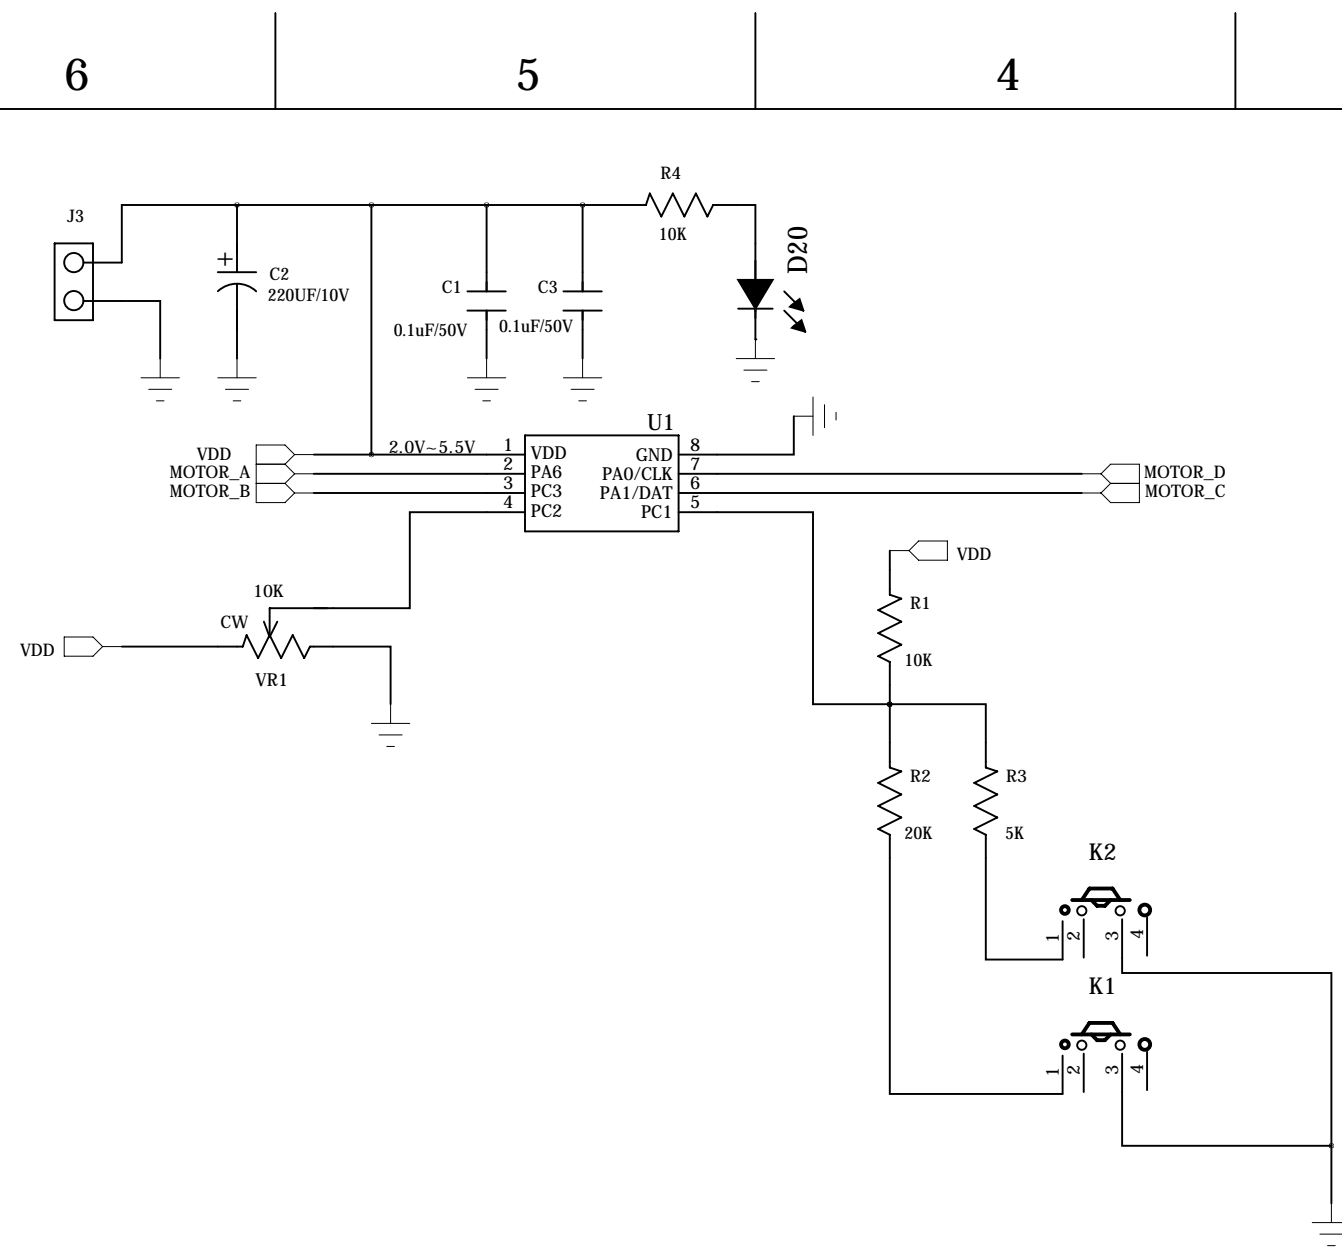 6 5 4
R4
J3
10K
D20
+
C2
220UF/10V
C1
C3
0.1uF/50V
0.1uF/50V
U1
VDD
MOTOR_A
MOTOR_B
2.0V~5.5V
1 VDD
2 PA6
3 PC3
4 PC2
GND 8
PA0/CLK 7
PA1/DAT 6
PC1 5
MOTOR_D
MOTOR_C
VDD
10K
CW
VDD
VR1
R1
10K
R2
20K
R3
5K
K2
1 2 3 4
K1
1 2 3 4